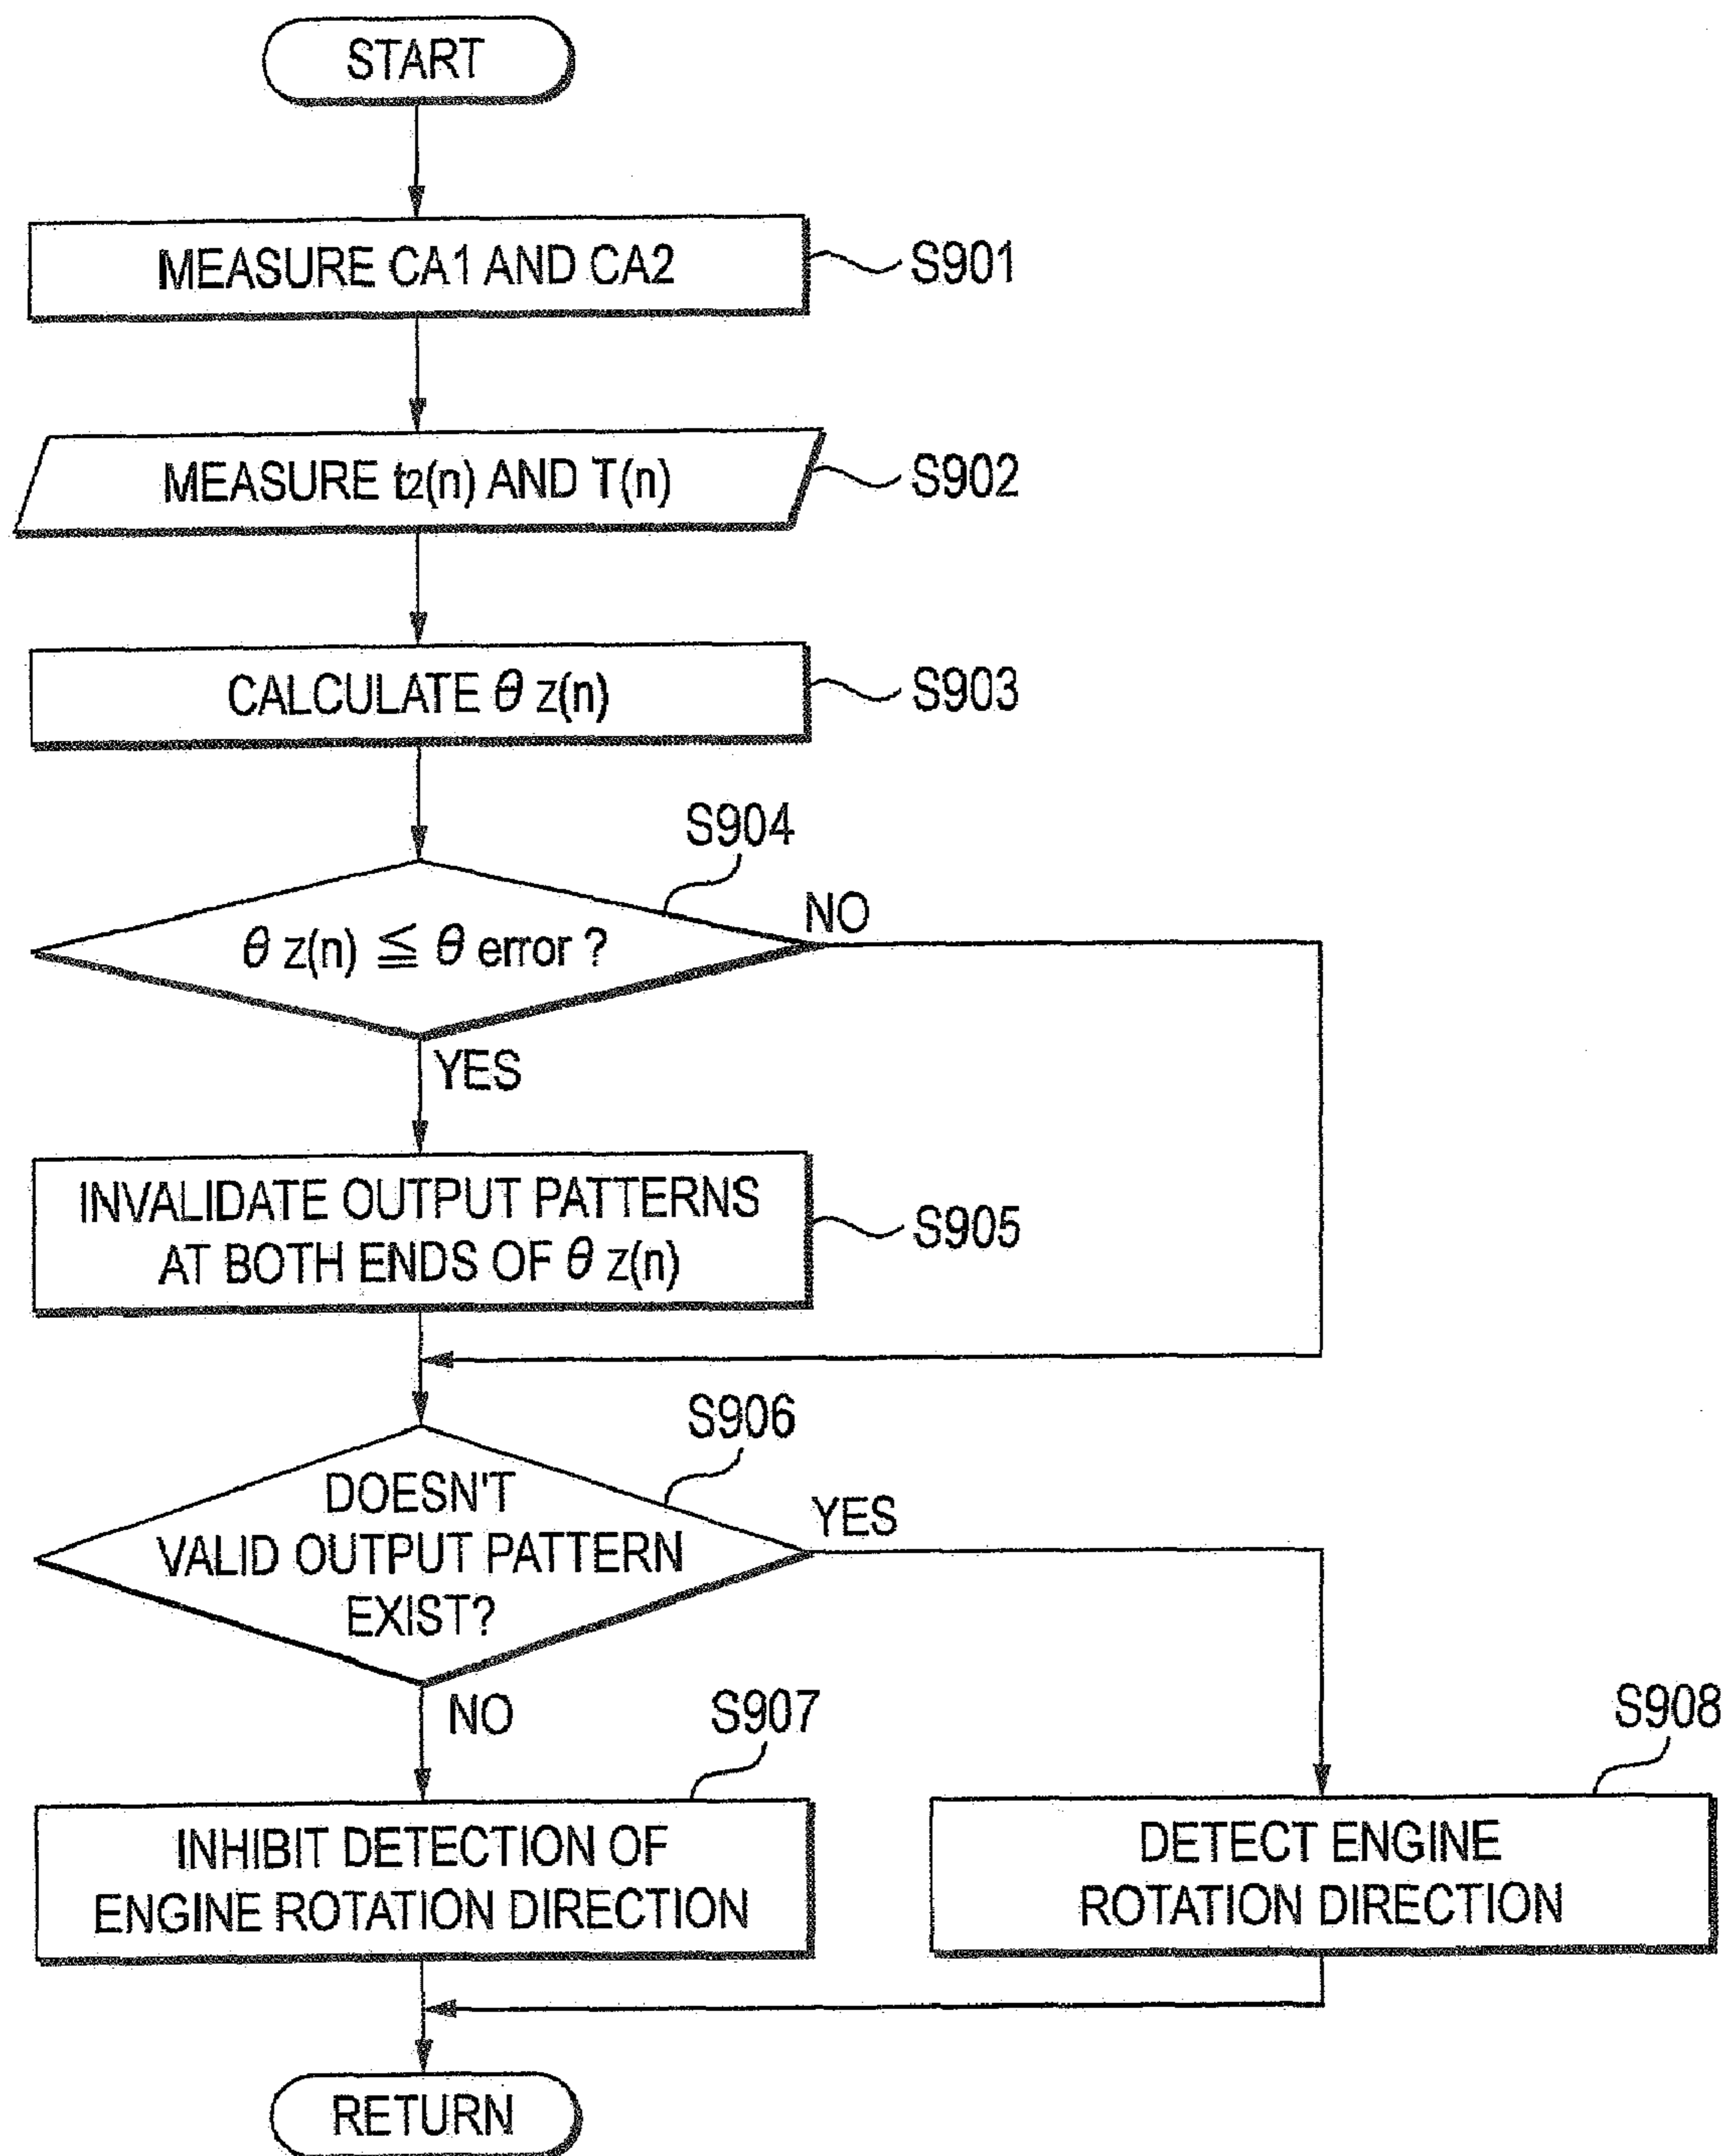 START
MEASURE CA1 AND CA2
S901
MEASURE t2(n) AND T(n)
S902
CALCULATE θ z(n)
S903
S904
θ z(n) ≦ θ error ?
NO
YES
INVALIDATE OUTPUT PATTERNS
AT BOTH ENDS OF θ z(n)
S905
S906
DOESN'T
VALID OUTPUT PATTERN
EXIST?
YES
NO
S907
S908
INHIBIT DETECTION OF
ENGINE ROTATION DIRECTION
DETECT ENGINE
ROTATION DIRECTION
RETURN